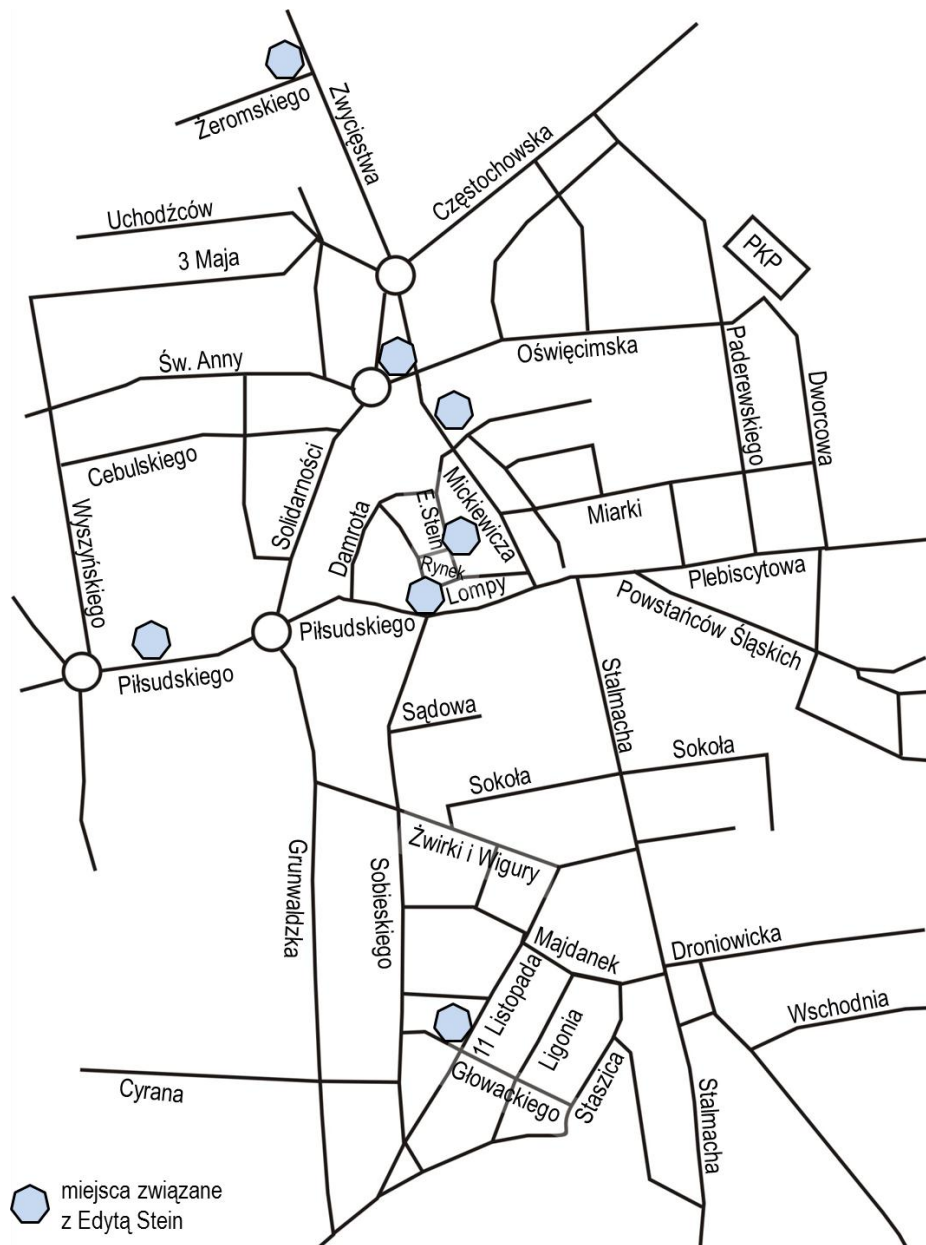 Żeromskiego
Zwycięstwa
Częstochowska
Uchodźców
3 Maja
PKP
Św. Anny
Oświęcimska
Paderewskiego
Dworcowa
Cebulskiego
Solidarności
Wyszyńskiego
Damrota
E.Stein
Mickiewicza
Miarki
Rynek
Lompy
Plebiscytowa
Powstańców Śląskich
Piłsudskiego
Piłsudskiego
Stalmacha
Sądowa
Sokoła
Sokoła
Żwirki i Wigury
Grunwaldzka
Sobieskiego
Majdanek
Droniowicka
11 Listopada
Ligonia
Wschodnia
Głowackiego
Staszica
Cyrana
Stalmacha
miejsca związane
z Edytą Stein